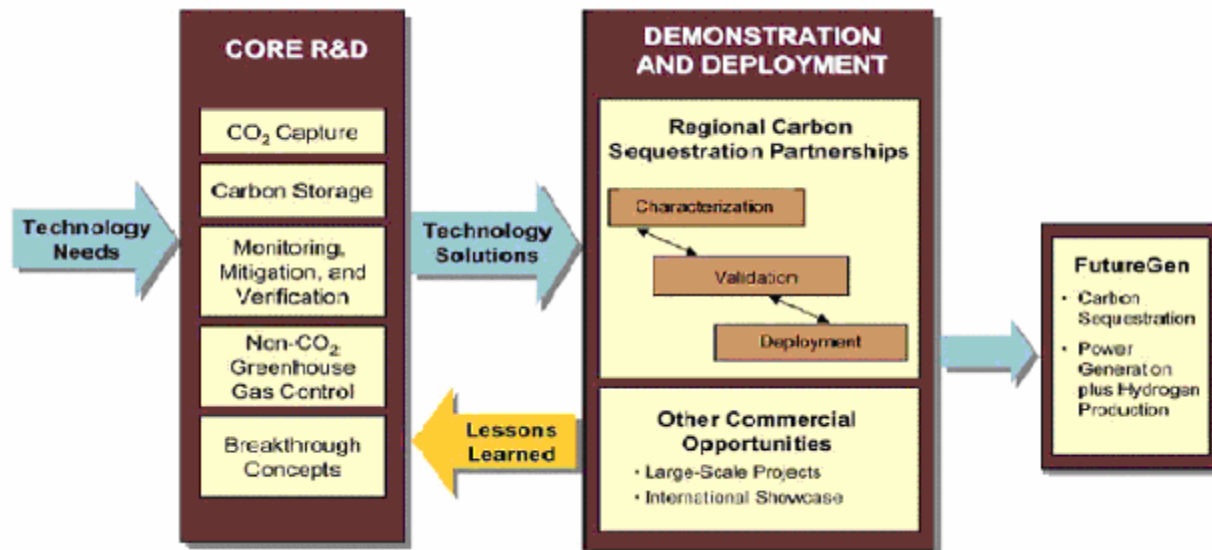 Technology
Needs
CORE R&D
CO₂ Capture
Carbon Storage
Monitoring,
Mitigation, and
Verification
Non-CO₂
Greenhouse
Gas Control
Breakthrough
Concepts
Technology
Solutions
Lessons
Learned
DEMONSTRATION
AND DEPLOYMENT
Regional Carbon
Sequestration Partnerships
Characterization
Validation
Deployment
Other Commercial
Opportunities
• Large-Scale Projects
• International Showcase
FutureGen
• Carbon
Sequestration
• Power
Generation
plus Hydrogen
Production